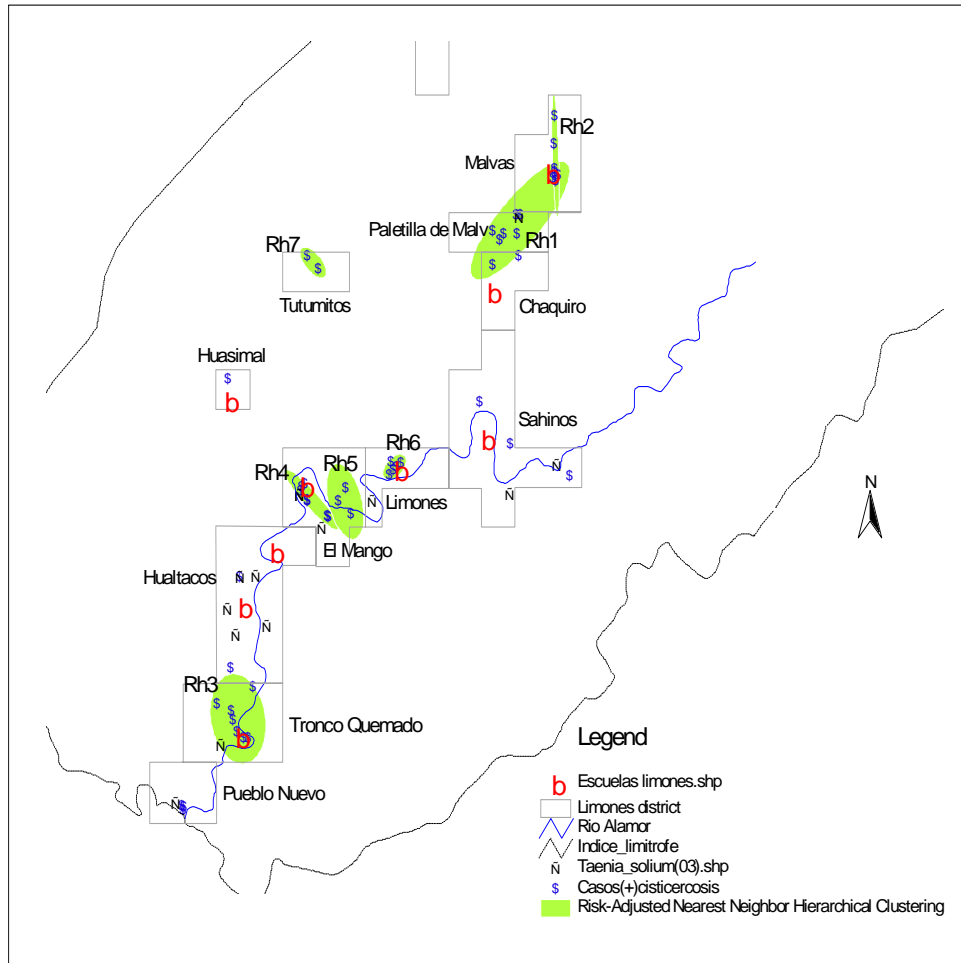 Rh2
Malvas
b
Paletilla de Malv
Rh1
Rh7
Tutumitos
b
Chaquiro
Huasimal
b
Sahinos
b
Rh6
b
Rh5
Rh4
b
Limones
N
El Mango
b
Hualtacos
b
Rh3
b
Tronco Quemado
Pueblo Nuevo
Legend
b Escuelas limones.shp
Limones district
Rio Alamor
Indice_limitrofe
Ñ Taenia_solium(03).shp
$ Casos(+)cisticercosis
Risk-Adjusted Nearest Neighbor Hierarchical Clustering